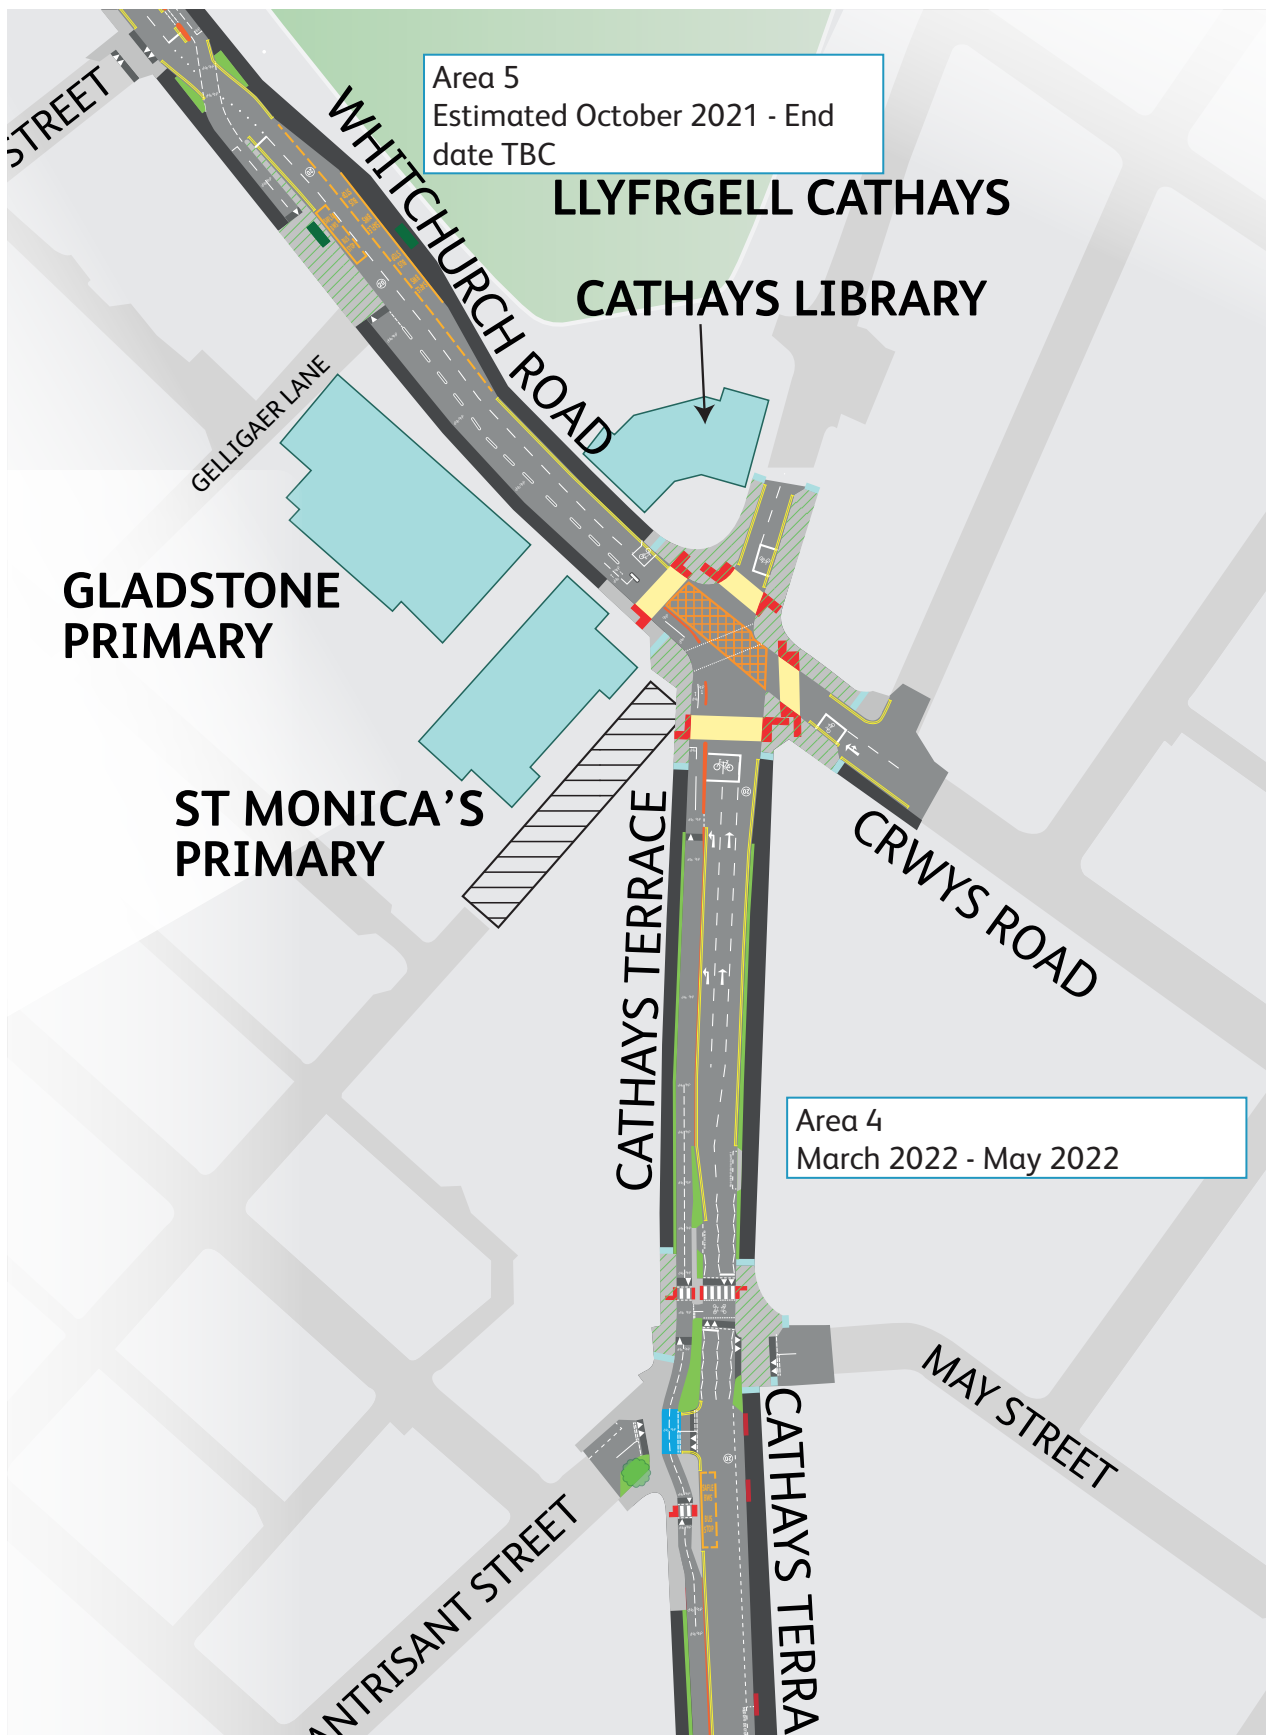 Area 5
Estimated October 2021 - End
date TBC
STREET
WHITCHURCH ROAD
LLYFRGELL CATHAYS
CATHAYS LIBRARY
GELLIGAER LANE
GLADSTONE
PRIMARY
ST MONICA'S
PRIMARY
CATHAYS TERRACE
CRWYS ROAD
Area 4
March 2022 - May 2022
MAY STREET
CATHAYS TERRA
ANTRISANT STREET